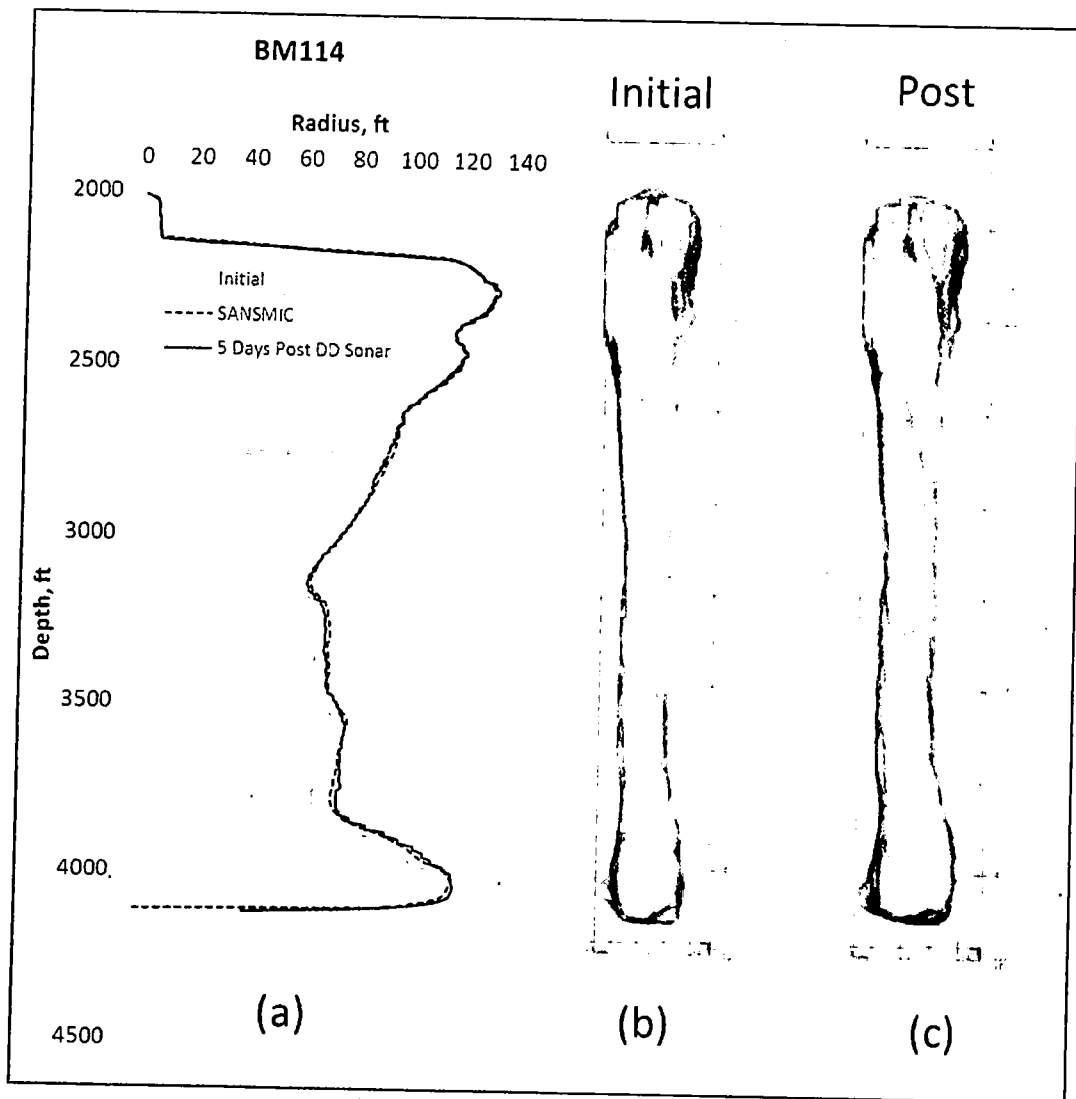 BM114
Radius, ft
0 20 40 60 80 100 120 140
2000
Initial
SANSMIC
5 Days Post DD Sonar
2500
3000
Depth, ft
3500
4000
4500
(a)
Initial
(b)
Post
(c)